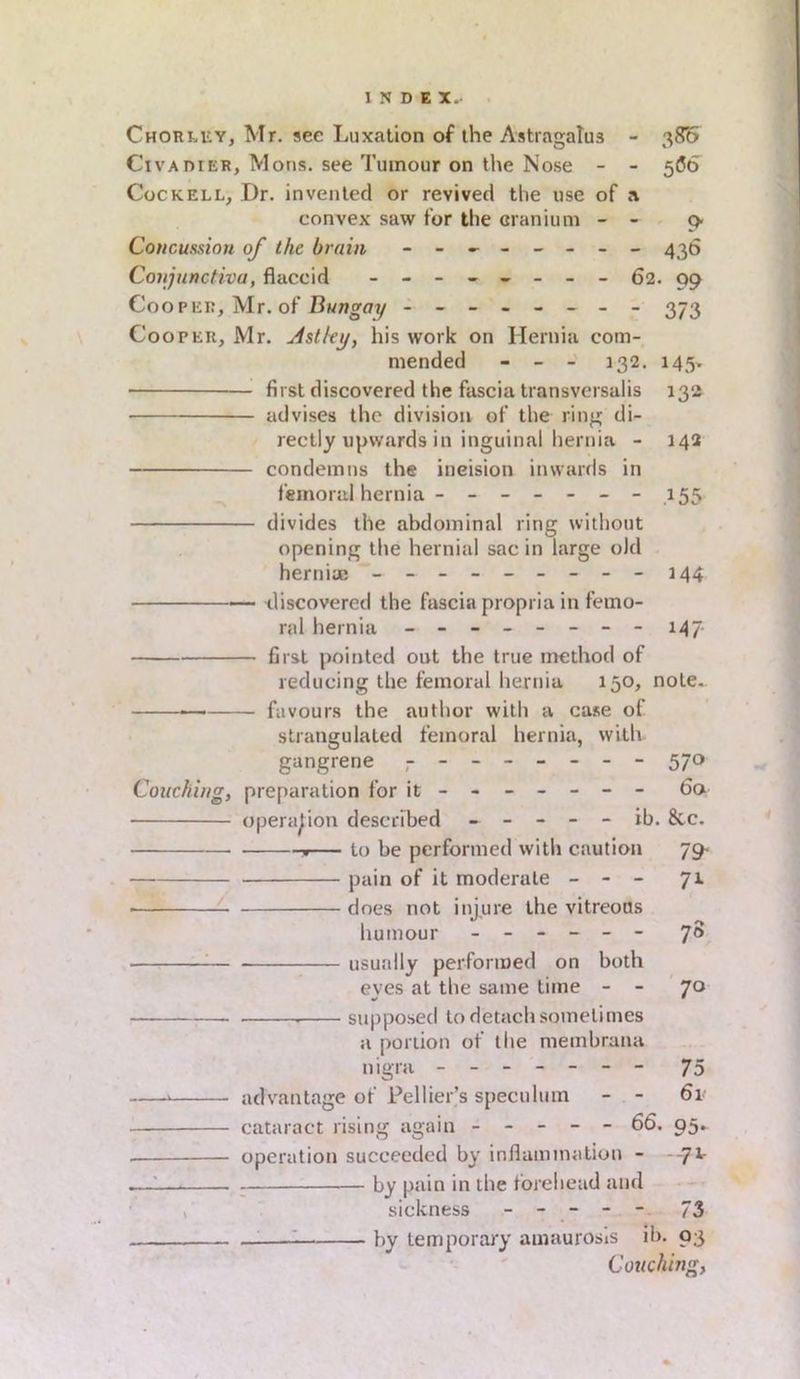 INDEX.
CHORLEY, Mr. see Luxation of the Astragalus - 386
CIVADIER, Mons. see Tumour on the Nose - - 566
COCKELL, Dr. invented or revived the use of a
convex saw for the cranium - - 9
Concussion of the brain - - - - - - - - 436
Conjunctiva, flaccid - - - - - - - - 62. 99
COOPER, Mr. of Bungay - - - - - - - - 373
COOPER, Mr. Astley, his work on Hernia com-
mended - - - 132. 145.
——— first discovered the fascia transversalis 132
——— advises the division of the ring di-
rectly upwards in inguinal hernia - 142
——— condemns the incision inwards in
femoral hernia - - - - - - - 155
——— divides the abdominal ring without
opening the hernial sac in large old
herniæ - - - - - - - - - 144
——— discovered the fascia propria in femo-
ral hernia - - - - - - - - 147
——— first pointed out the true method of
reducing the femoral hernia 150, note.
——— favours the author with a case of
strangulated femoral hernia, with
gangrene - - - - - - - - 570
Couching, preparation for it - - - - - - - 60
——— operation described - - - - - ib. &c.
——— ——— to be performed with caution 79
——— ——— pain of it moderate - - - 71
——— ——— does not injure the vitreous
humour - - - - - - 78
——— ——— usually performed on both
eyes at the same time - - 70
——— ——— supposed to detach sometimes
a portion of the membrana
nigra - - - - - - - 75
——— advantage of Pellier's speculum - - 61
——— cataract rising again - - - - - 66. 95.
——— operation succeeded by inflammation - 71
——— ——— by pain in the forehead and
sickness - - - - - 73
——— ——— by temporary amaurosis ib. 93
Couching,